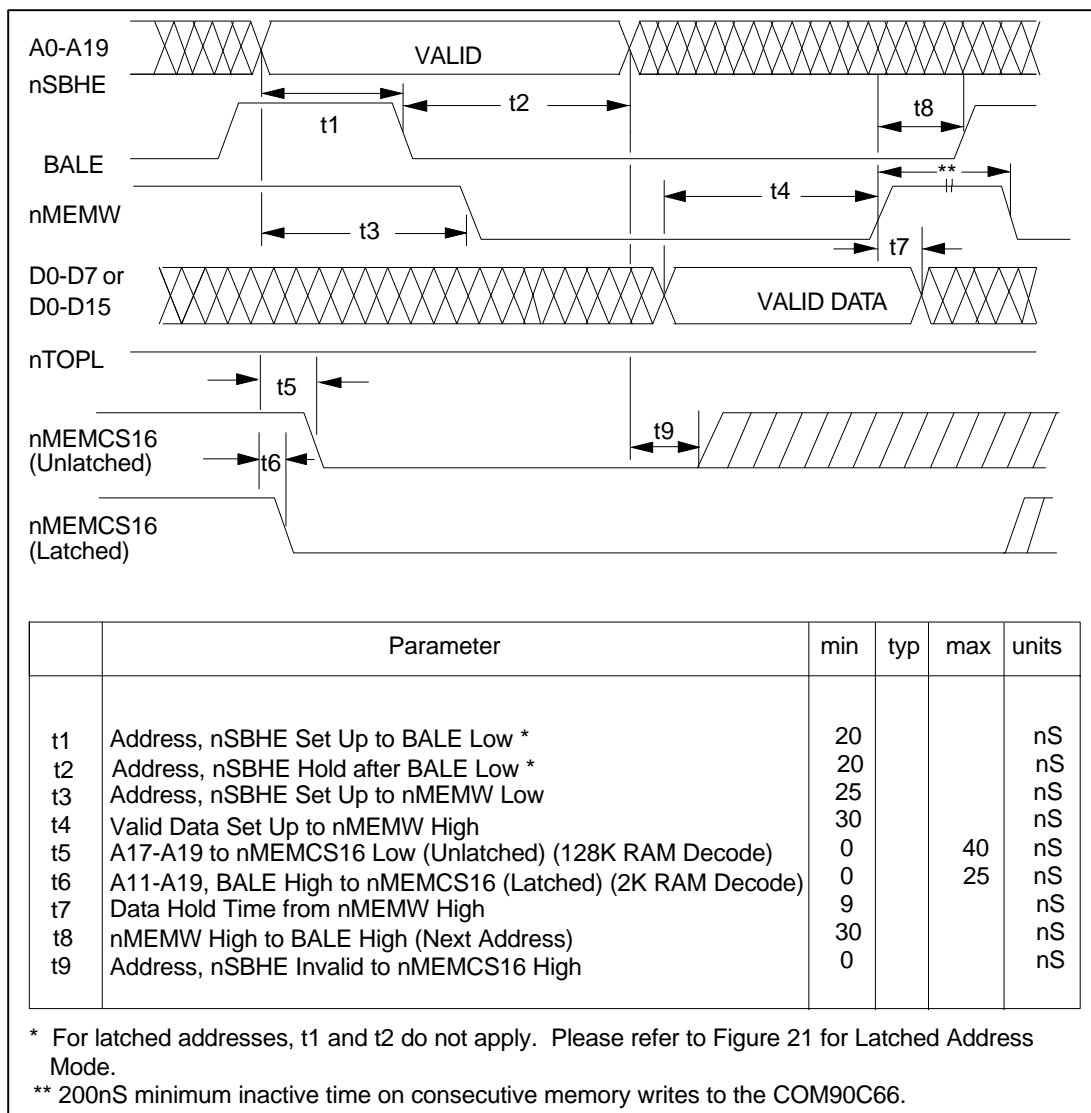 A0-A19
VALID
nSBHE
t1
t2
t8
BALE
**
nMEMW
t3
t4
t7
D0-D7 or
D0-D15
VALID DATA
nTOPL
t5
nMEMCS16
(Unlatched)
t9
t6
nMEMCS16
(Latched)
Parameter min typ max units
t1 Address, nSBHE Set Up to BALE Low * 20 nS
t2 Address, nSBHE Hold after BALE Low * 20 nS
t3 Address, nSBHE Set Up to nMEMW Low 25 nS
t4 Valid Data Set Up to nMEMW High 30 nS
t5 A17-A19 to nMEMCS16 Low (Unlatched) (128K RAM Decode) 0 40 nS
t6 A11-A19, BALE High to nMEMCS16 (Latched) (2K RAM Decode) 0 25 nS
t7 Data Hold Time from nMEMW High 9 nS
t8 nMEMW High to BALE High (Next Address) 30 nS
t9 Address, nSBHE Invalid to nMEMCS16 High 0 nS
* For latched addresses, t1 and t2 do not apply. Please refer to Figure 21 for Latched Address
Mode.
** 200nS minimum inactive time on consecutive memory writes to the COM90C66.